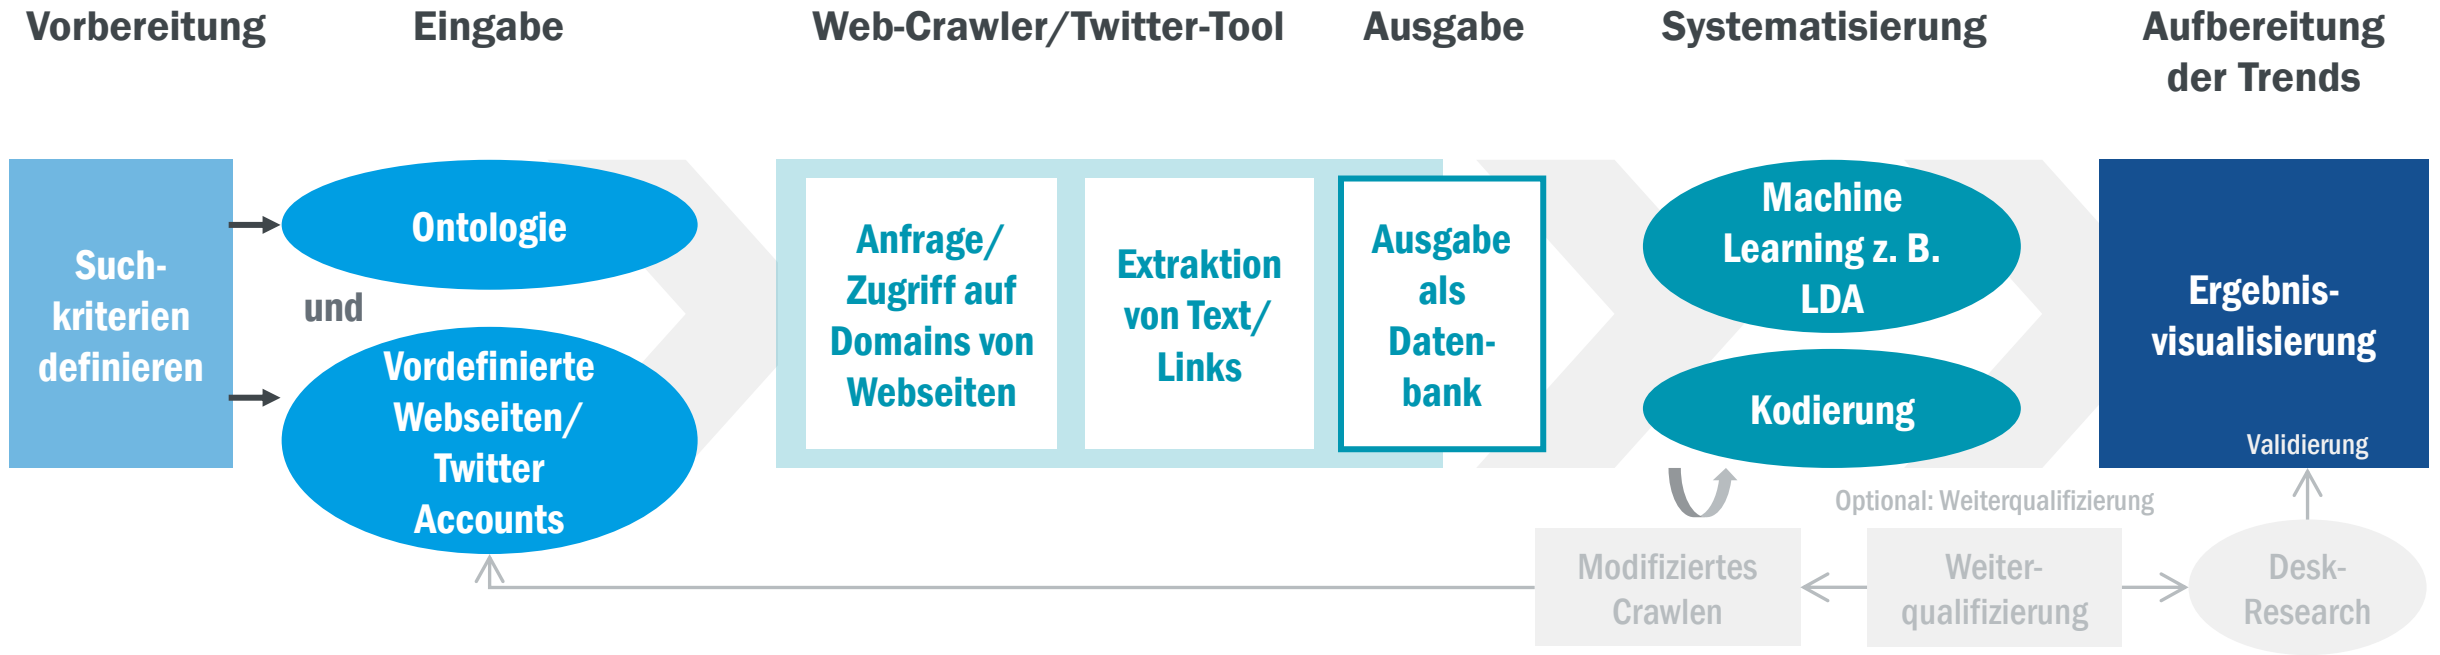 Vorbereitung
Eingabe
Web-Crawler/Twitter-Tool
Ausgabe
Systematisierung
Aufbereitung
der Trends
Such-
kriterien
definieren
Ontologie
und
Vordefinierte
Webseiten/
Twitter
Accounts
Anfrage/
Zugriff auf
Domains von
Webseiten
Extraktion
von Text/
Links
Ausgabe
als
Daten-
bank
Machine
Learning z. B.
LDA
Kodierung
Ergebnis-
visualisierung
Validierung
Optional: Weiterqualifizierung
Modifiziertes
Crawlen
Weiter-
qualifizierung
Desk-
Research